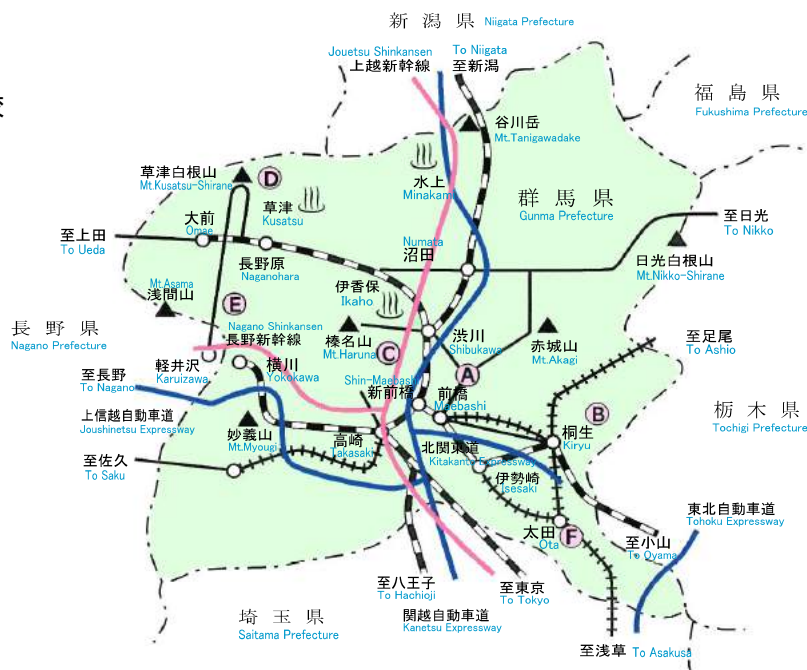 新潟県 Niigata Prefecture
Jouetsu Shinkansen
上越新幹線
To Niigata
至新潟
福島県
Fukushima Prefecture
谷川岳
Mt.Tanigawadake
草津白根山
Mt.Kusatsu-Shirane
D
草津
Kusatsu
水上
Minakami
群馬県
Gunma Prefecture
至日光
To Nikko
大前
Omae
至上田
To Ueda
長野原
Naganohara
Numata
沼田
日光白根山
Mt.Nikko-Shirane
Mt.Asama
浅間山
E
伊香保
Ikaho
長野県
Nagano Prefecture
Nagano Shinkansen
長野新幹線
榛名山
Mt.Haruna
C
渋川
Shibukawa
赤城山
Mt.Akagi
至足尾
To Ashio
軽井沢
Karuizawa
横川
Yokokawa
Shin-Maebashi
新前橋
A
前橋
Maebashi
至長野
To Nagano
B
栃木県
Tochigi Prefecture
上信越自動車道
Joushinetsu Expressway
妙義山
Mt.Myougi
高崎
Takasaki
北関東道
Kitakanto Expressway
桐生
Kiryu
至佐久
To Saku
伊勢崎
Isesaki
東北自動車道
Tohoku Expressway
太田
Ota
F
至小山
To Oyama
至八王子
To Hachioji
至東京
To Tokyo
埼玉県
Saitama Prefecture
関越自動車道
Kanetsu Expressway
至浅草 To Asakusa